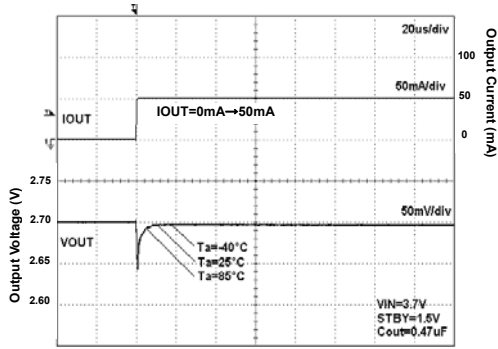 20us/div
100
50mA/div
50
IOUT=0mA→50mA
IOUT
0
Output Current (mA)
2.75
50mV/div
2.70
VOUT
Ta=-40°C
Ta=25°C
2.65
Ta=85°C
2.60
VIN=3.7V
STBY=1.5V
Cout=0.47uF
Output Voltage (V)